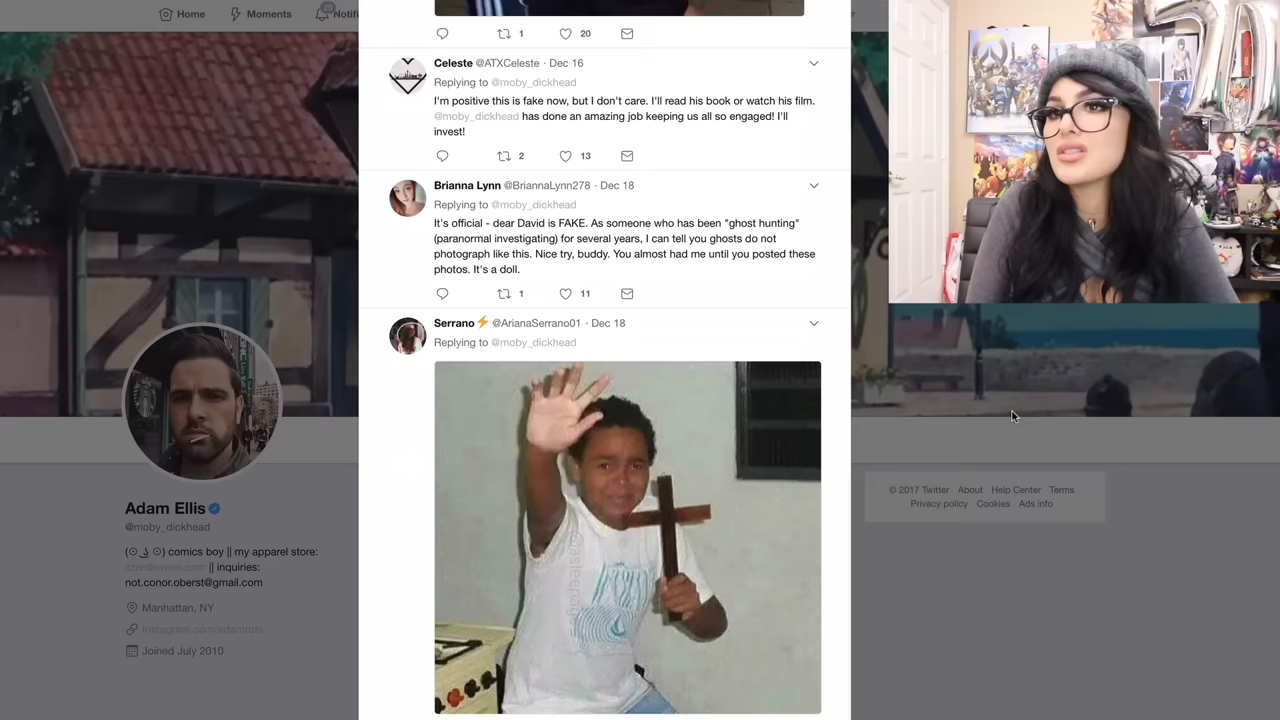 Home
Moments
Notifi
1
20
Celeste @ATXCeleste · Dec 16
Replying to @moby_dickhead
I'm positive this is fake now, but I don't care. I'll read his book or watch his film.
@moby_dickhead has done an amazing job keeping us all so engaged! I'll
invest!
2
13
Brianna Lynn @BriannaLynn278 · Dec 18
Replying to @moby_dickhead
It's official - dear David is FAKE. As someone who has been "ghost hunting"
(paranormal investigating) for several years, I can tell you ghosts do not
photograph like this. Nice try, buddy. You almost had me until you posted these
photos. It's a doll.
1
11
Serrano⚡ @ArianaSerrano01 · Dec 18
Replying to @moby_dickhead
Adam Ellis
@moby_dickhead
(⊙ ͜ʖ ⊙) comics boy || my apparel store:
|| inquiries:
not.conor.oberst@gmail.com
Manhattan, NY
Joined July 2010
© 2017 Twitter About Help Center Terms
Privacy policy Cookies Ads info